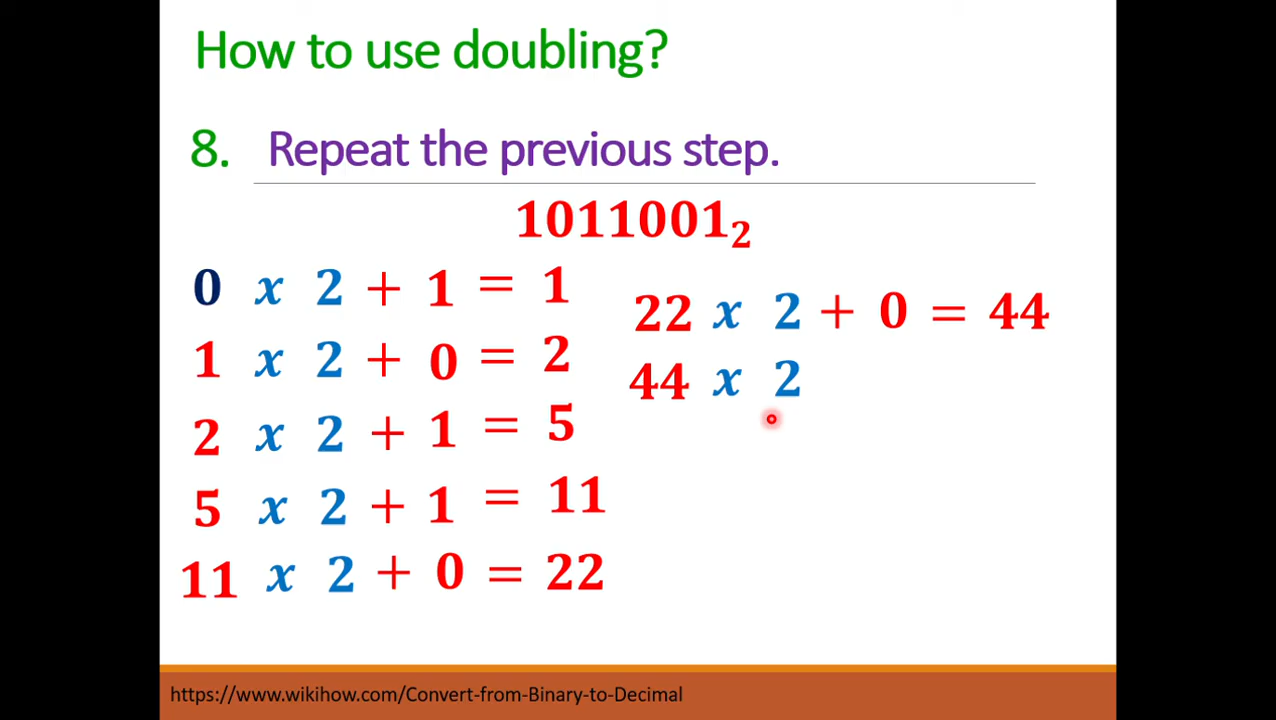 How to use doubling?
8. Repeat the previous step.
1011001₂
0 x 2 + 1 = 1
1 x 2 + 0 = 2
2 x 2 + 1 = 5
5 x 2 + 1 = 11
11 x 2 + 0 = 22
22 x 2 + 0 = 44
44 x 2
https://www.wikihow.com/Convert-from-Binary-to-Decimal